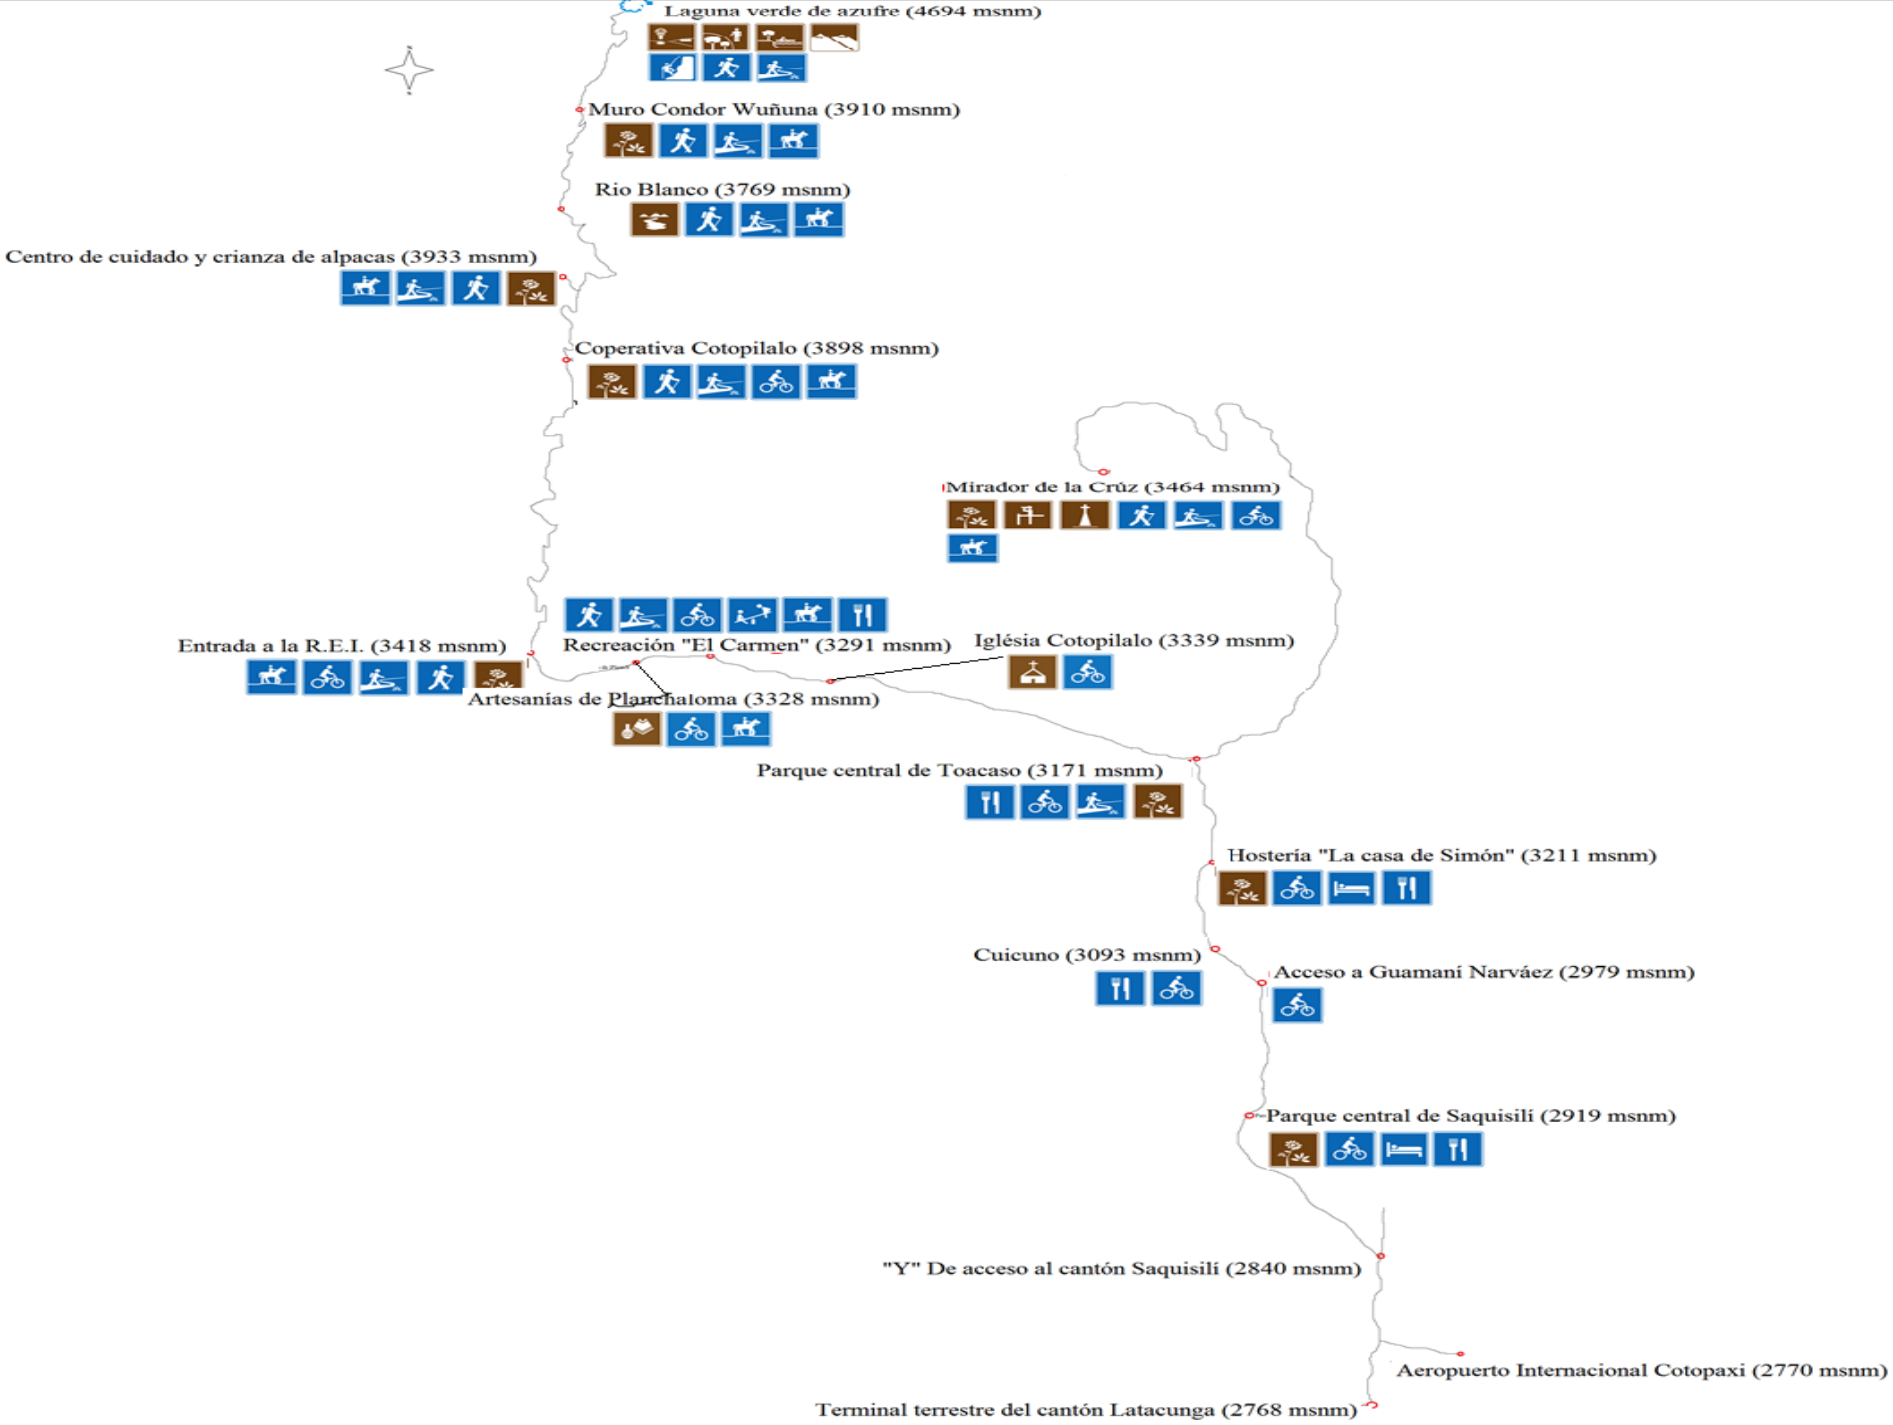 Laguna verde de azufre (4694 msnm)
Muro Condor Wuñuna (3910 msnm)
Rio Blanco (3769 msnm)
Centro de cuidado y crianza de alpacas (3933 msnm)
Coperativa Cotopilalo (3898 msnm)
Mirador de la Crúz (3464 msnm)
Entrada a la R.E.I. (3418 msnm)
Recreación "El Carmen" (3291 msnm)
Iglésia Cotopilalo (3339 msnm)
Artesanías de Planchaloma (3328 msnm)
Parque central de Toacaso (3171 msnm)
Hostería "La casa de Simón" (3211 msnm)
Cuicuno (3093 msnm)
Acceso a Guamaní Narváez (2979 msnm)
Parque central de Saquisilí (2919 msnm)
"Y" De acceso al cantón Saquisilí (2840 msnm)
Aeropuerto Internacional Cotopaxi (2770 msnm)
Terminal terrestre del cantón Latacunga (2768 msnm)